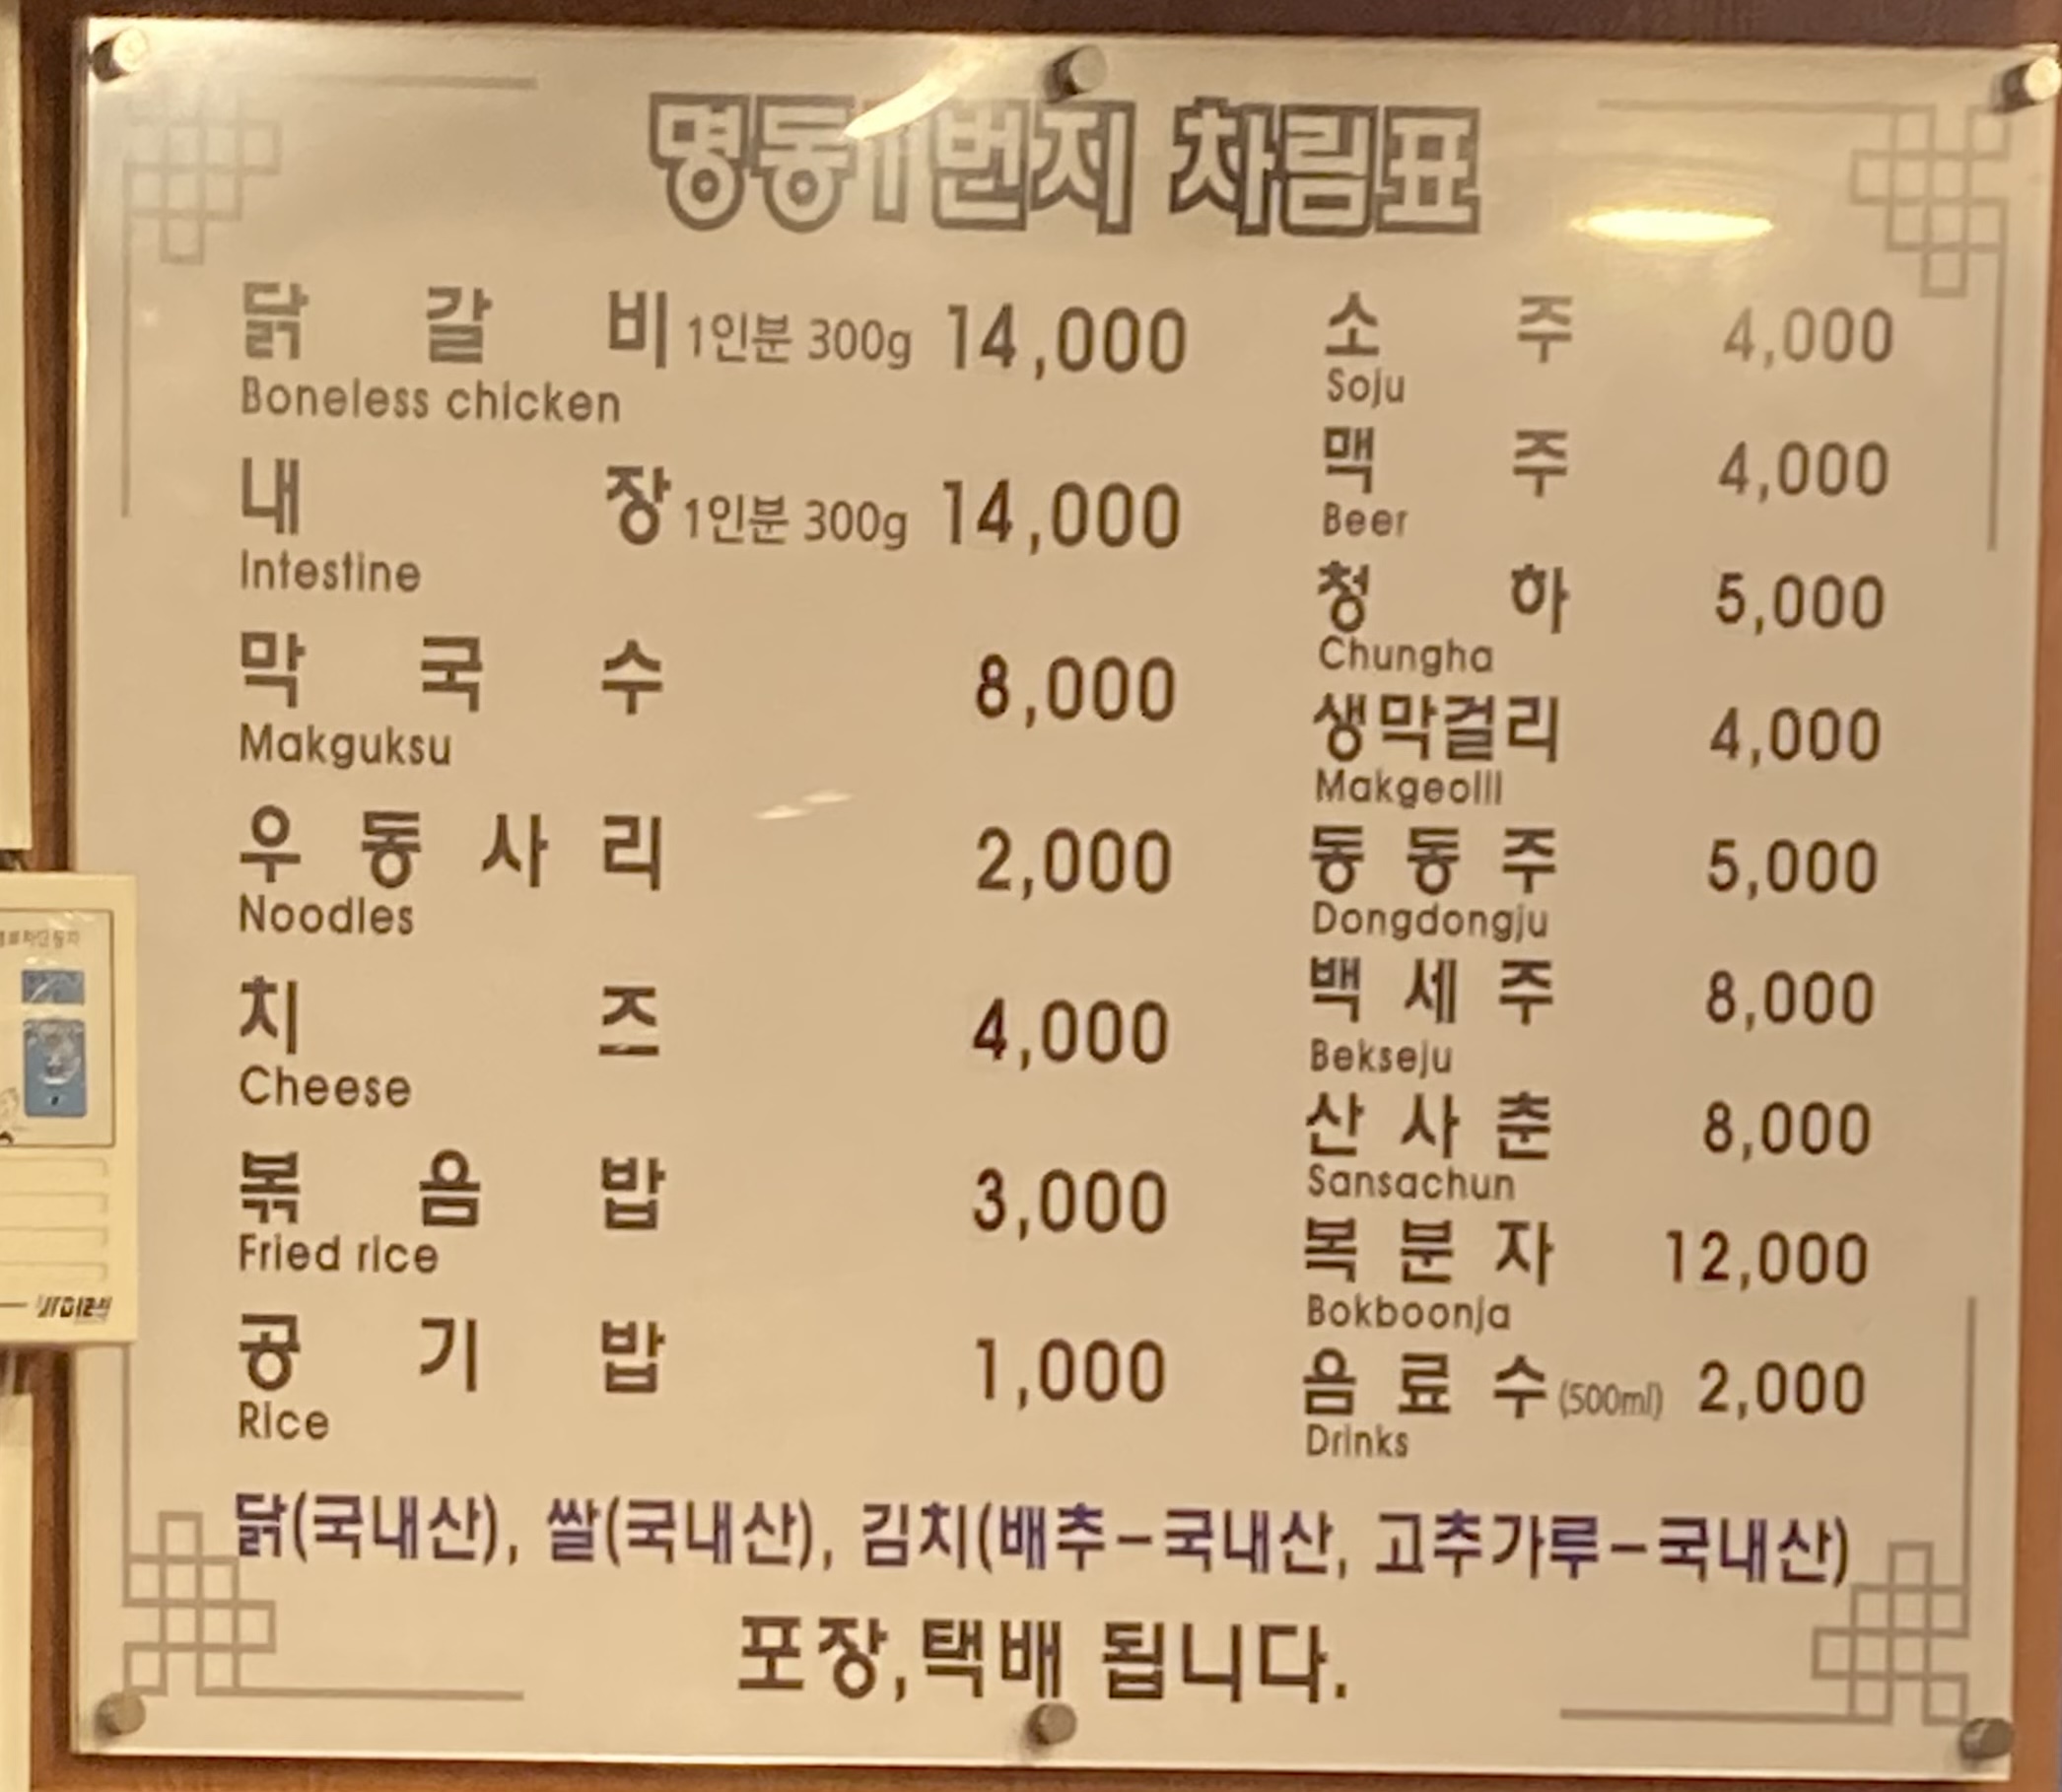 명동1번지 차림표
닭갈비 1인분 300g 14,000
Boneless chicken
내장 1인분 300g 14,000
Intestine
막국수 8,000
Makguksu
우동사리 2,000
Noodles
치즈 4,000
Cheese
볶음밥 3,000
Fried rice
공기밥 1,000
Rice
소주 4,000
Soju
맥주 4,000
Beer
청하 5,000
Chungha
생막걸리 4,000
Makgeolli
동동주 5,000
Dongdongju
백세주 8,000
Bekseju
산사춘 8,000
Sansachun
복분자 12,000
Bokboonja
음료수 (500ml) 2,000
Drinks
닭(국내산), 쌀(국내산), 김치(배추-국내산, 고추가루-국내산)
포장,택배 됩니다.